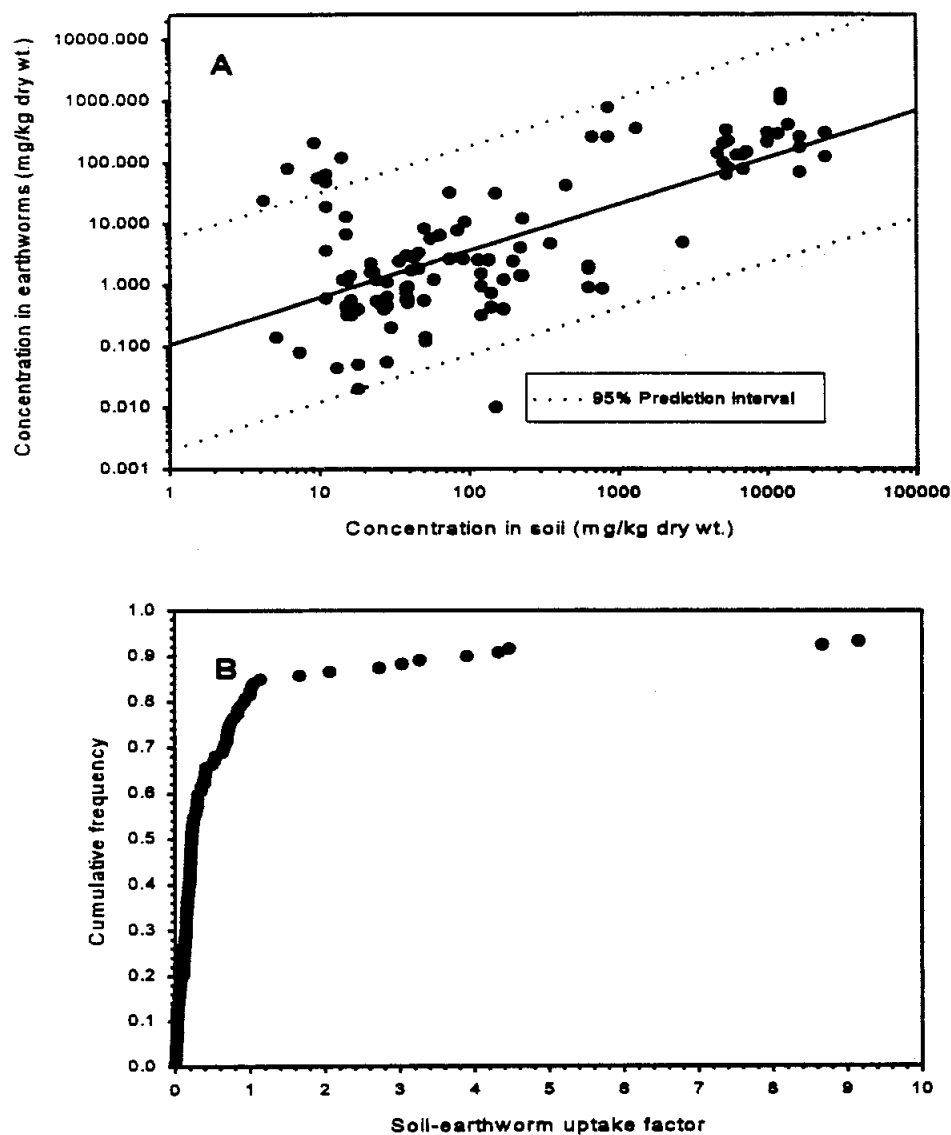 A
Concentration in earthworms (mg/kg dry wt.)
10000.000
1000.000
100.000
10.000
1.000
0.100
0.010
0.001
95% Prediction Interval
1 10 100 1000 10000 100000
Concentration in soil (mg/kg dry wt.)
B
Cumulative frequency
1.0
0.9
0.8
0.7
0.6
0.5
0.4
0.3
0.2
0.1
0.0
0 1 2 3 4 5 6 7 8 9 10
Soil-earthworm uptake factor